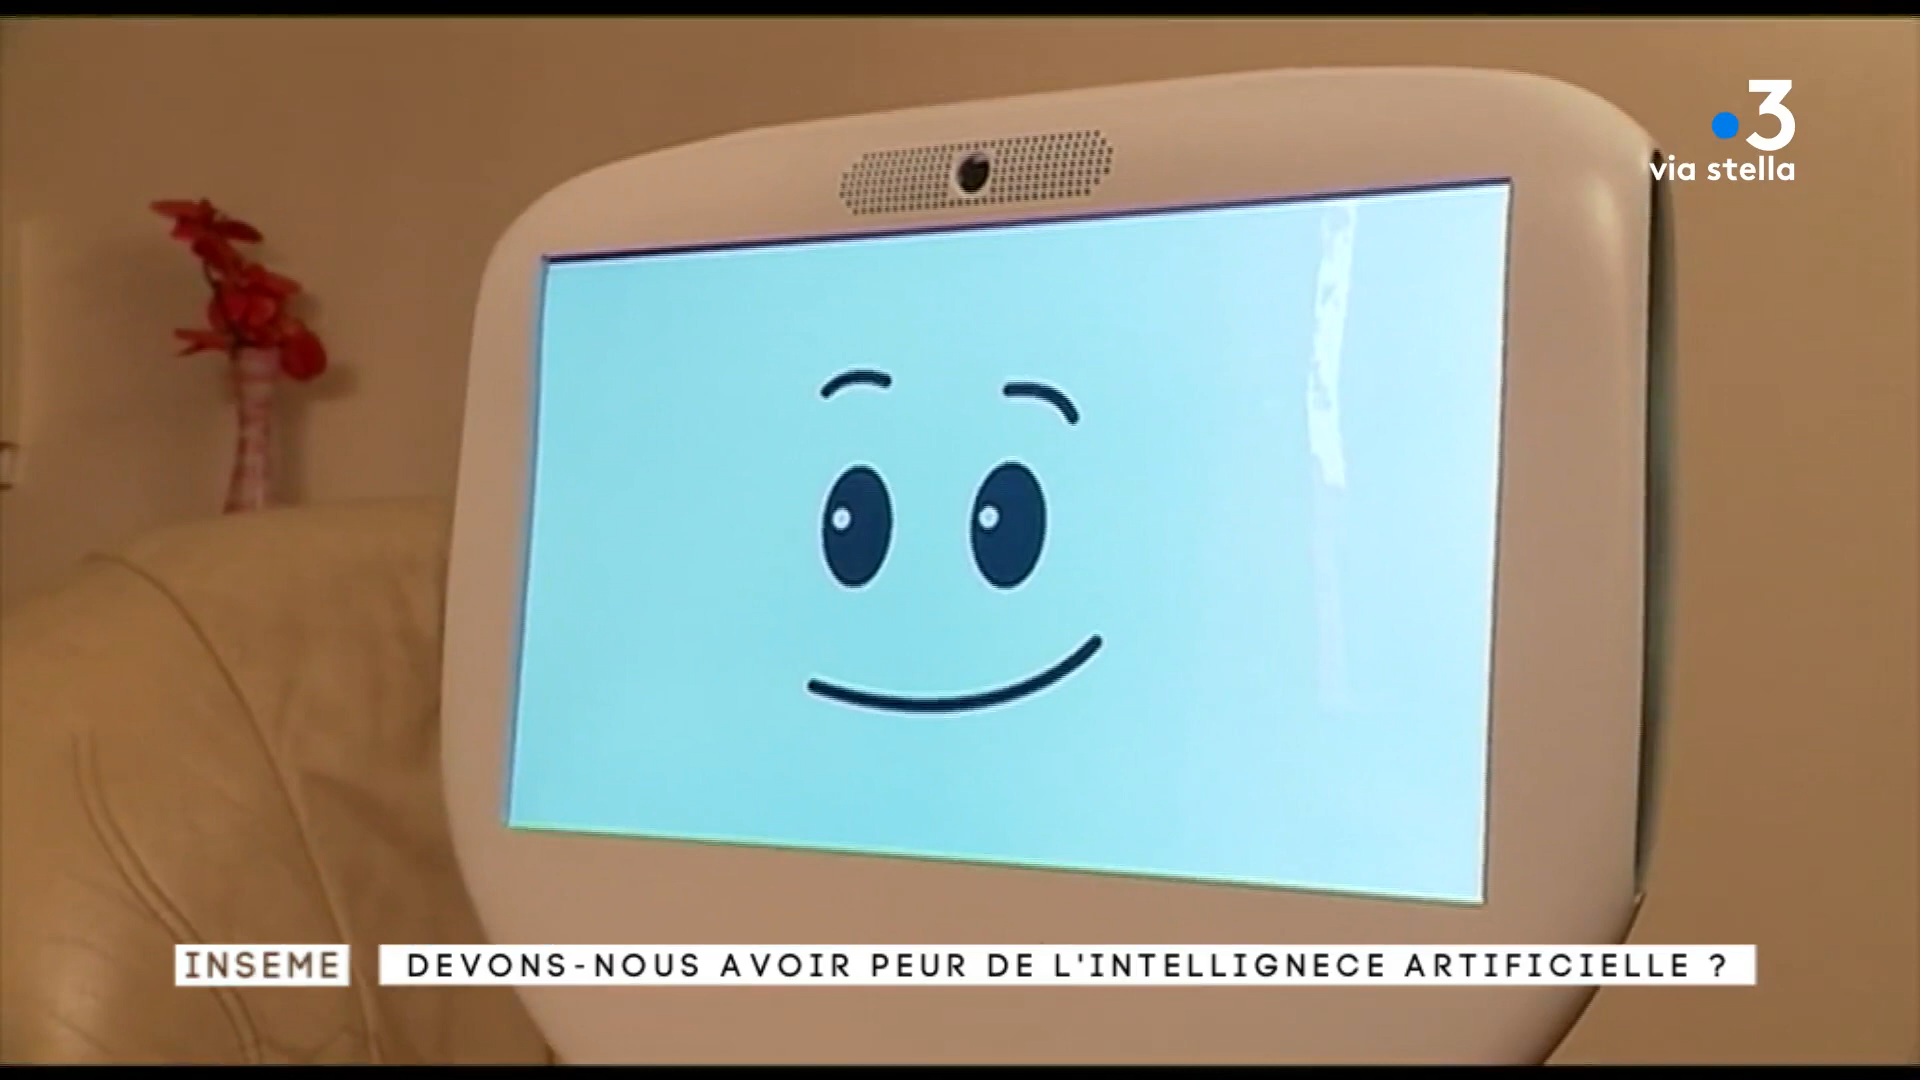 3
via stella
INSEME
DEVONS-NOUS AVOIR PEUR DE L'INTELLIGNECE ARTIFICIELLE ?